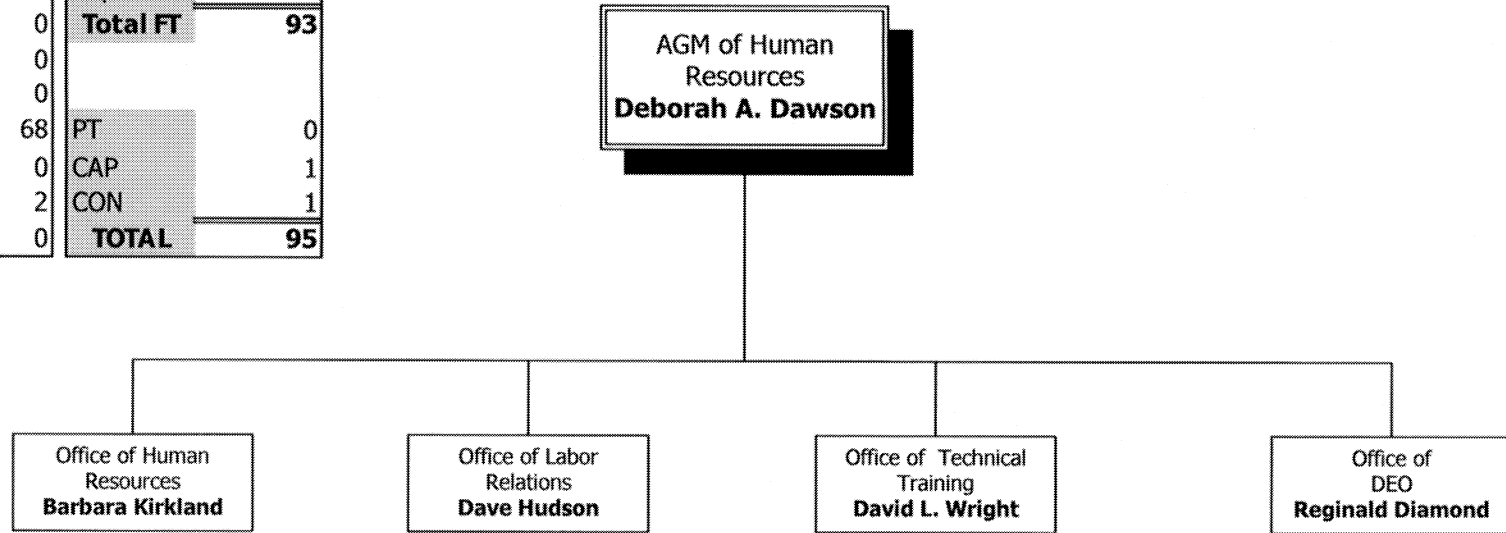 0 Total FT 93
0
0
68 PT 0
0 CAP 1
2 CON 1
0 TOTAL 95
AGM of Human
Resources
Deborah A. Dawson
Office of Human
Resources
Barbara Kirkland
Office of Labor
Relations
Dave Hudson
Office of Technical
Training
David L. Wright
Office of
DEO
Reginald Diamond